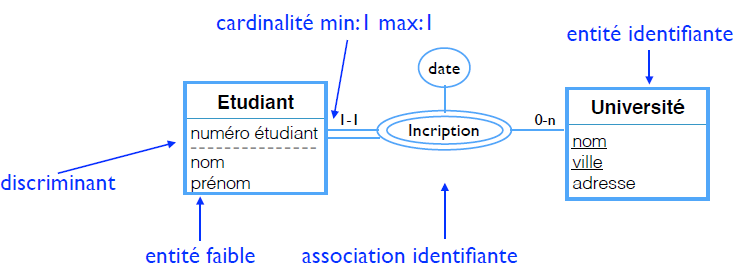 cardinalité min:1 max:1
entité identifiante
date
Etudiant
1-1
Incription
0-n
Université
numéro étudiant
nom
prénom
nom
ville
adresse
discriminant
entité faible
association identifiante